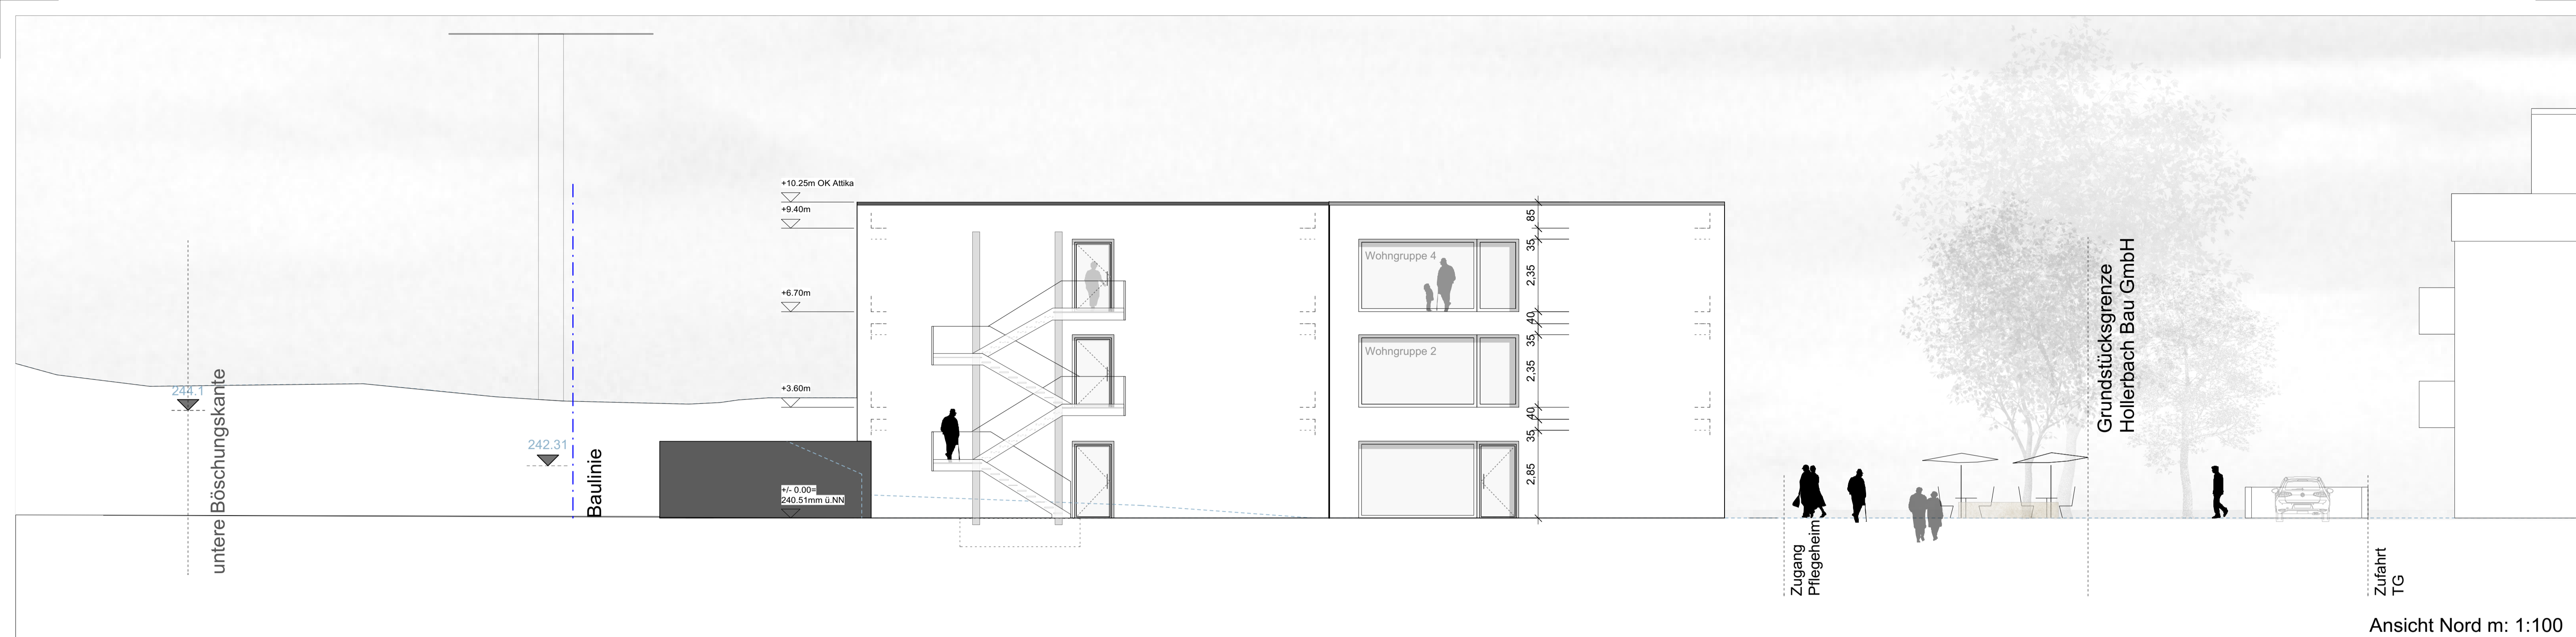 +10.25m OK Attika
+9.40m
+6.70m
+3.60m
+/- 0.00=
240.51mm ü.NN
244.1
untere Böschungskante
242.31
Baulinie
Wohngruppe 4
Wohngruppe 2
85
35
2,35
40
35
2,35
40
35
2,85
Zugang
Pflegeheim
Grundstücksgrenze
Hollerbach Bau GmbH
Zufahrt
TG
Ansicht Nord m: 1:100